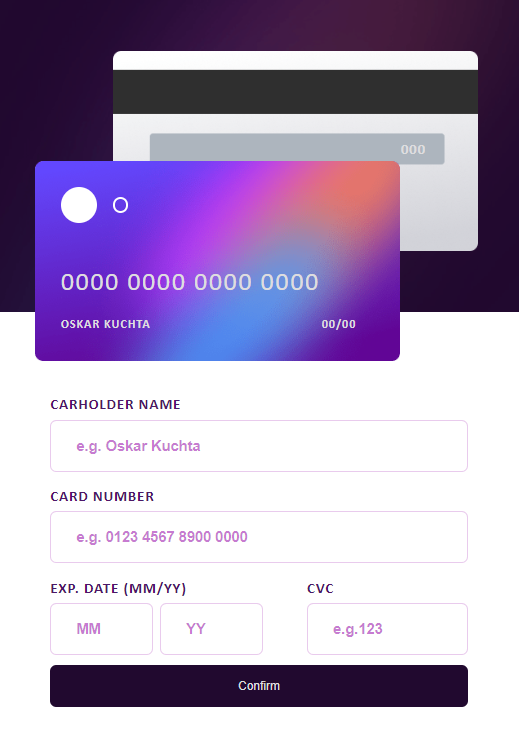 000
0000 0000 0000 0000
OSKAR KUCHTA 00/00
CARHOLDER NAME
e.g. Oskar Kuchta
CARD NUMBER
e.g. 0123 4567 8900 0000
EXP. DATE (MM/YY) CVC
MM YY e.g.123
Confirm